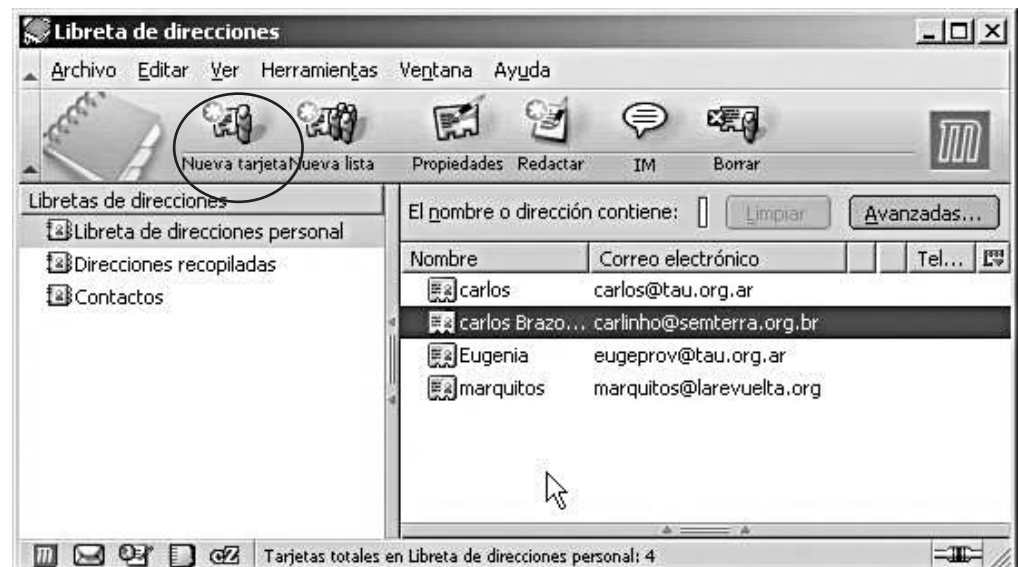 Libreta de direcciones
Archivo Editar Ver Herramientas Ventana Ayuda
Nueva tarjeta Nueva lista Propiedades Redactar IM Borrar
Libretas de direcciones
El nombre o dirección contiene: Limpiar Avanzadas...
Libreta de direcciones personal
Direcciones recopiladas
Contactos
Nombre Correo electrónico Tel...
carlos carlos@tau.org.ar
carlos Brazo... carlinho@semterra.org.br
Eugenia eugeprov@tau.org.ar
marquitos marquitos@larevuelta.org
Tarjetas totales en Libreta de direcciones personal: 4